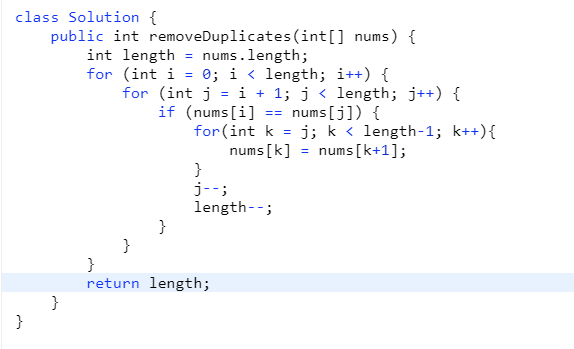 class Solution {
    public int removeDuplicates(int[] nums) {
        int length = nums.length;
        for (int i = 0; i < length; i++) {
            for (int j = i + 1; j < length; j++) {
                if (nums[i] == nums[j]) {
                    for(int k = j; k < length-1; k++){
                        nums[k] = nums[k+1];
                    }
                    j--;
                    length--;
                }
            }
        }
        return length;
    }
}